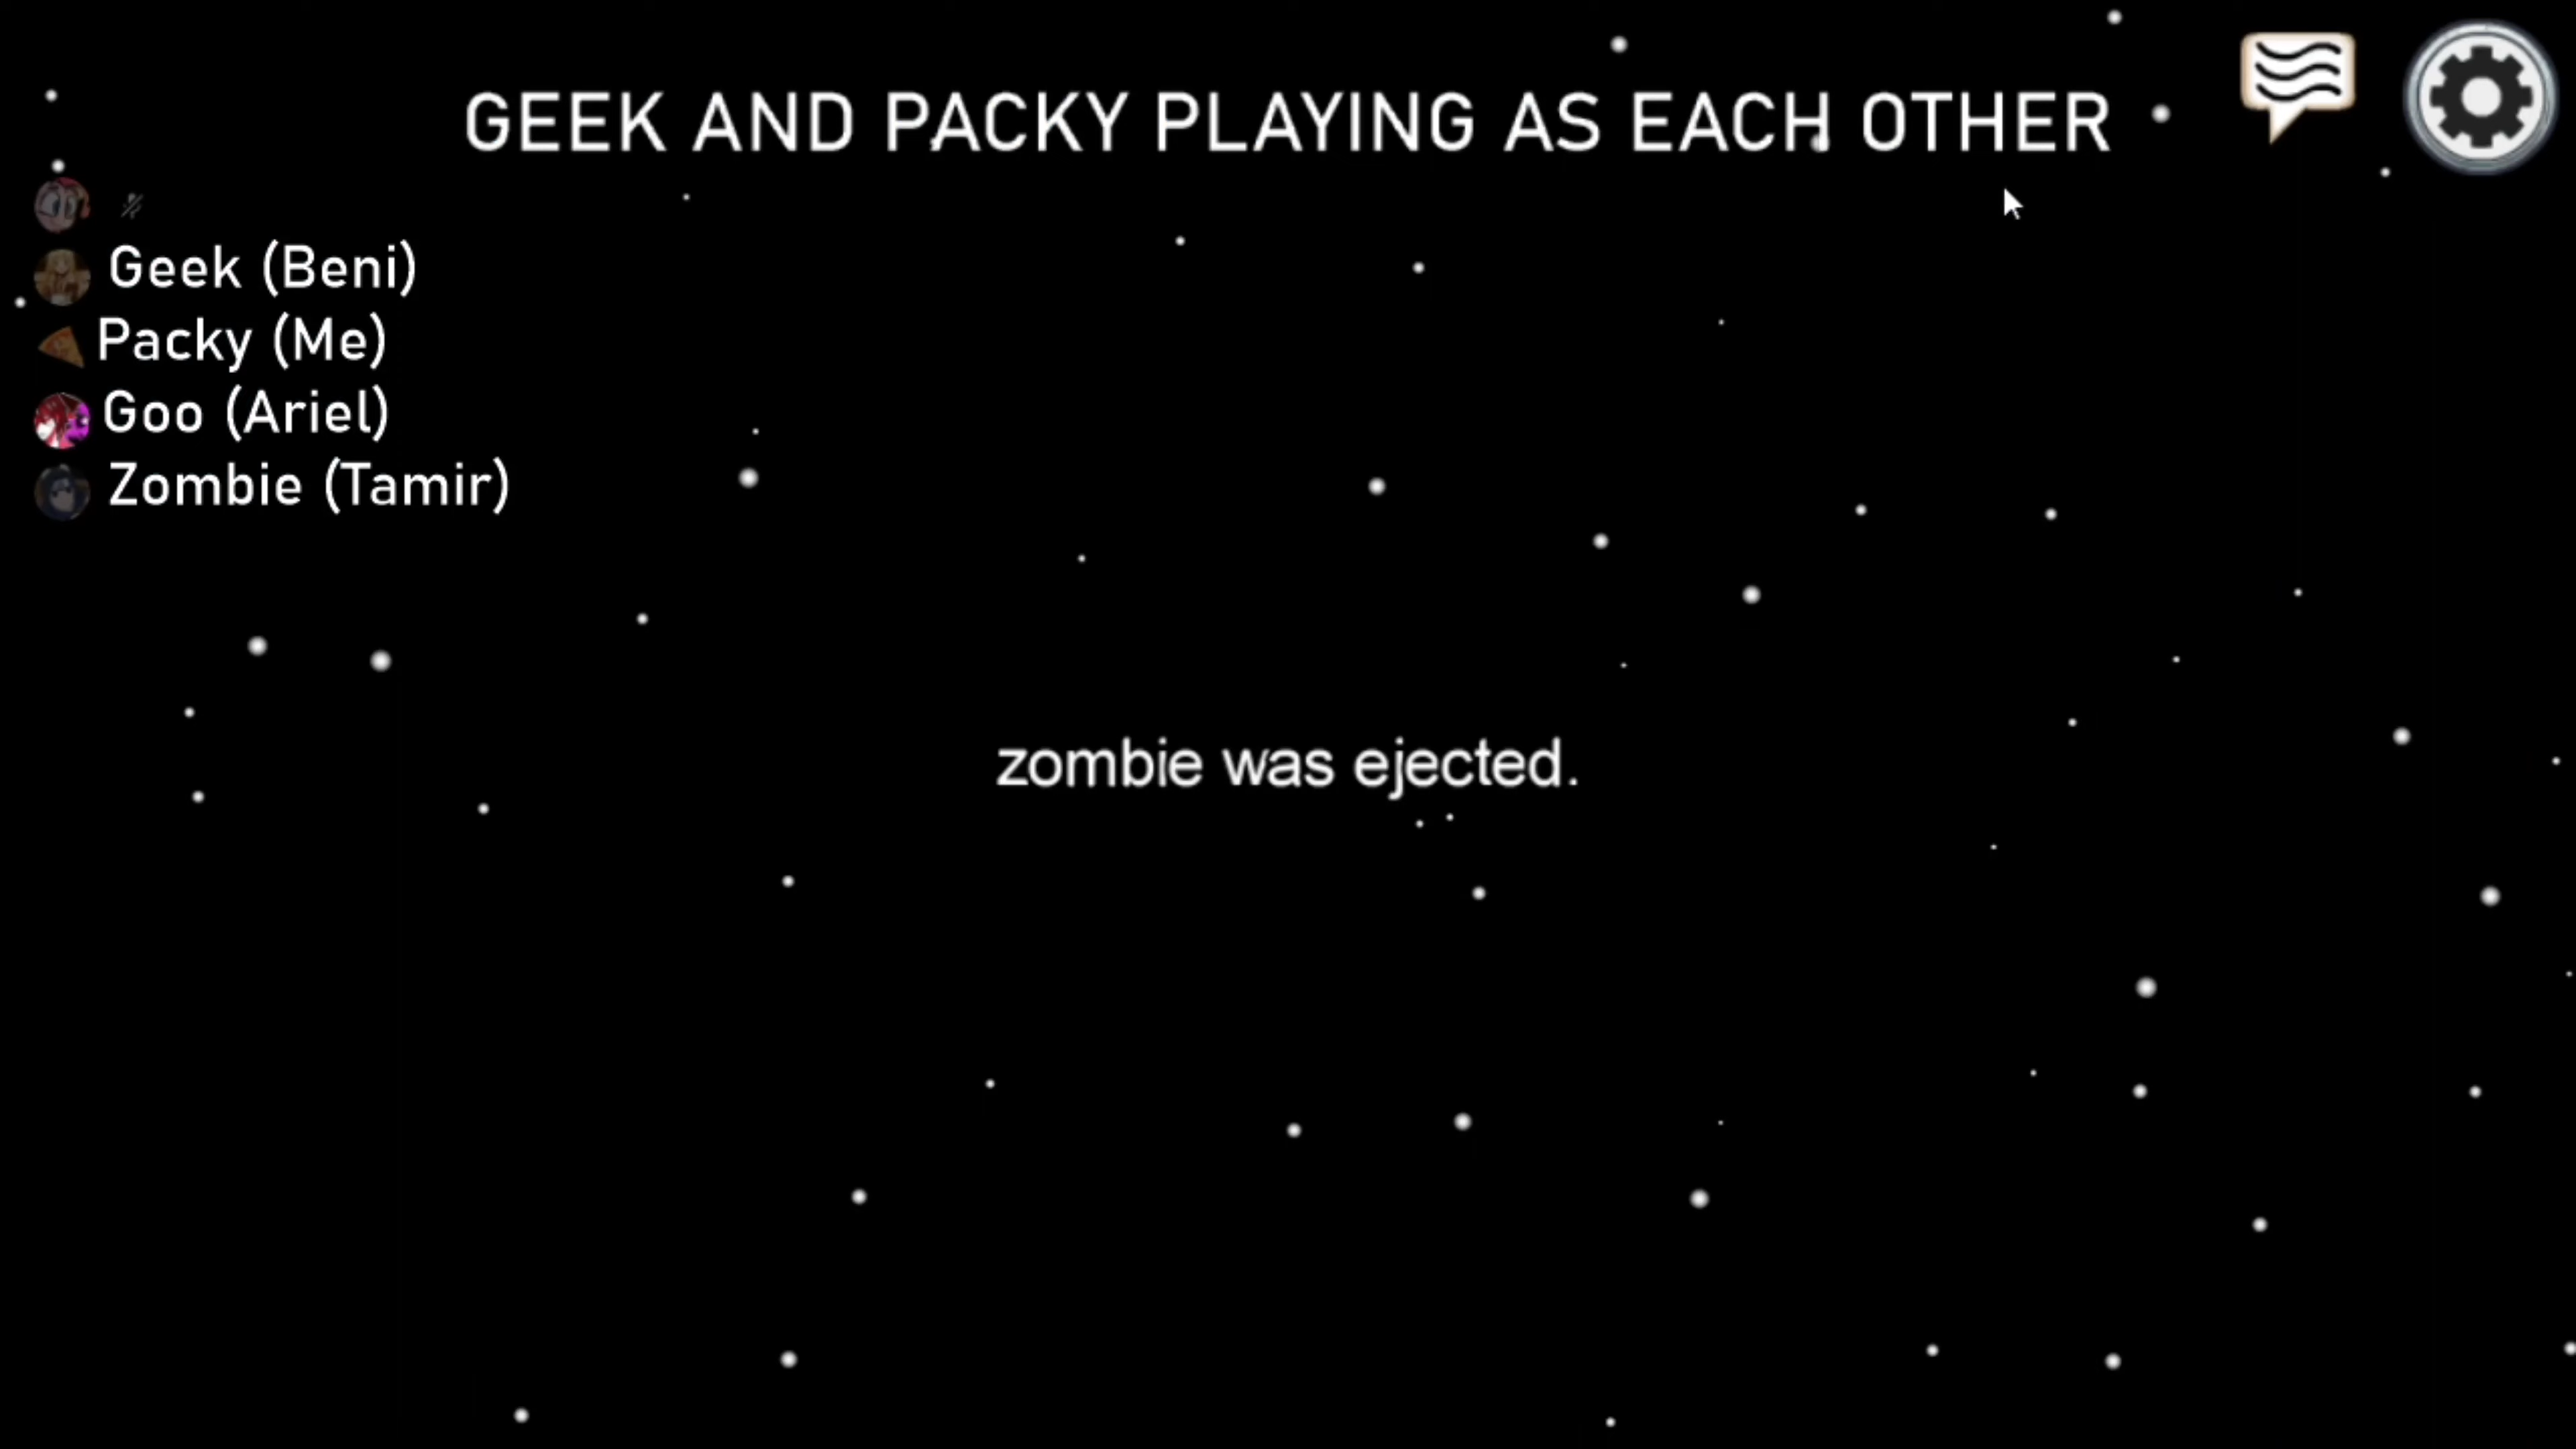 GEEK AND PACKY PLAYING AS EACH OTHER
Geek (Beni)
Packy (Me)
Goo (Ariel)
Zombie (Tamir)
zombie was ejected.